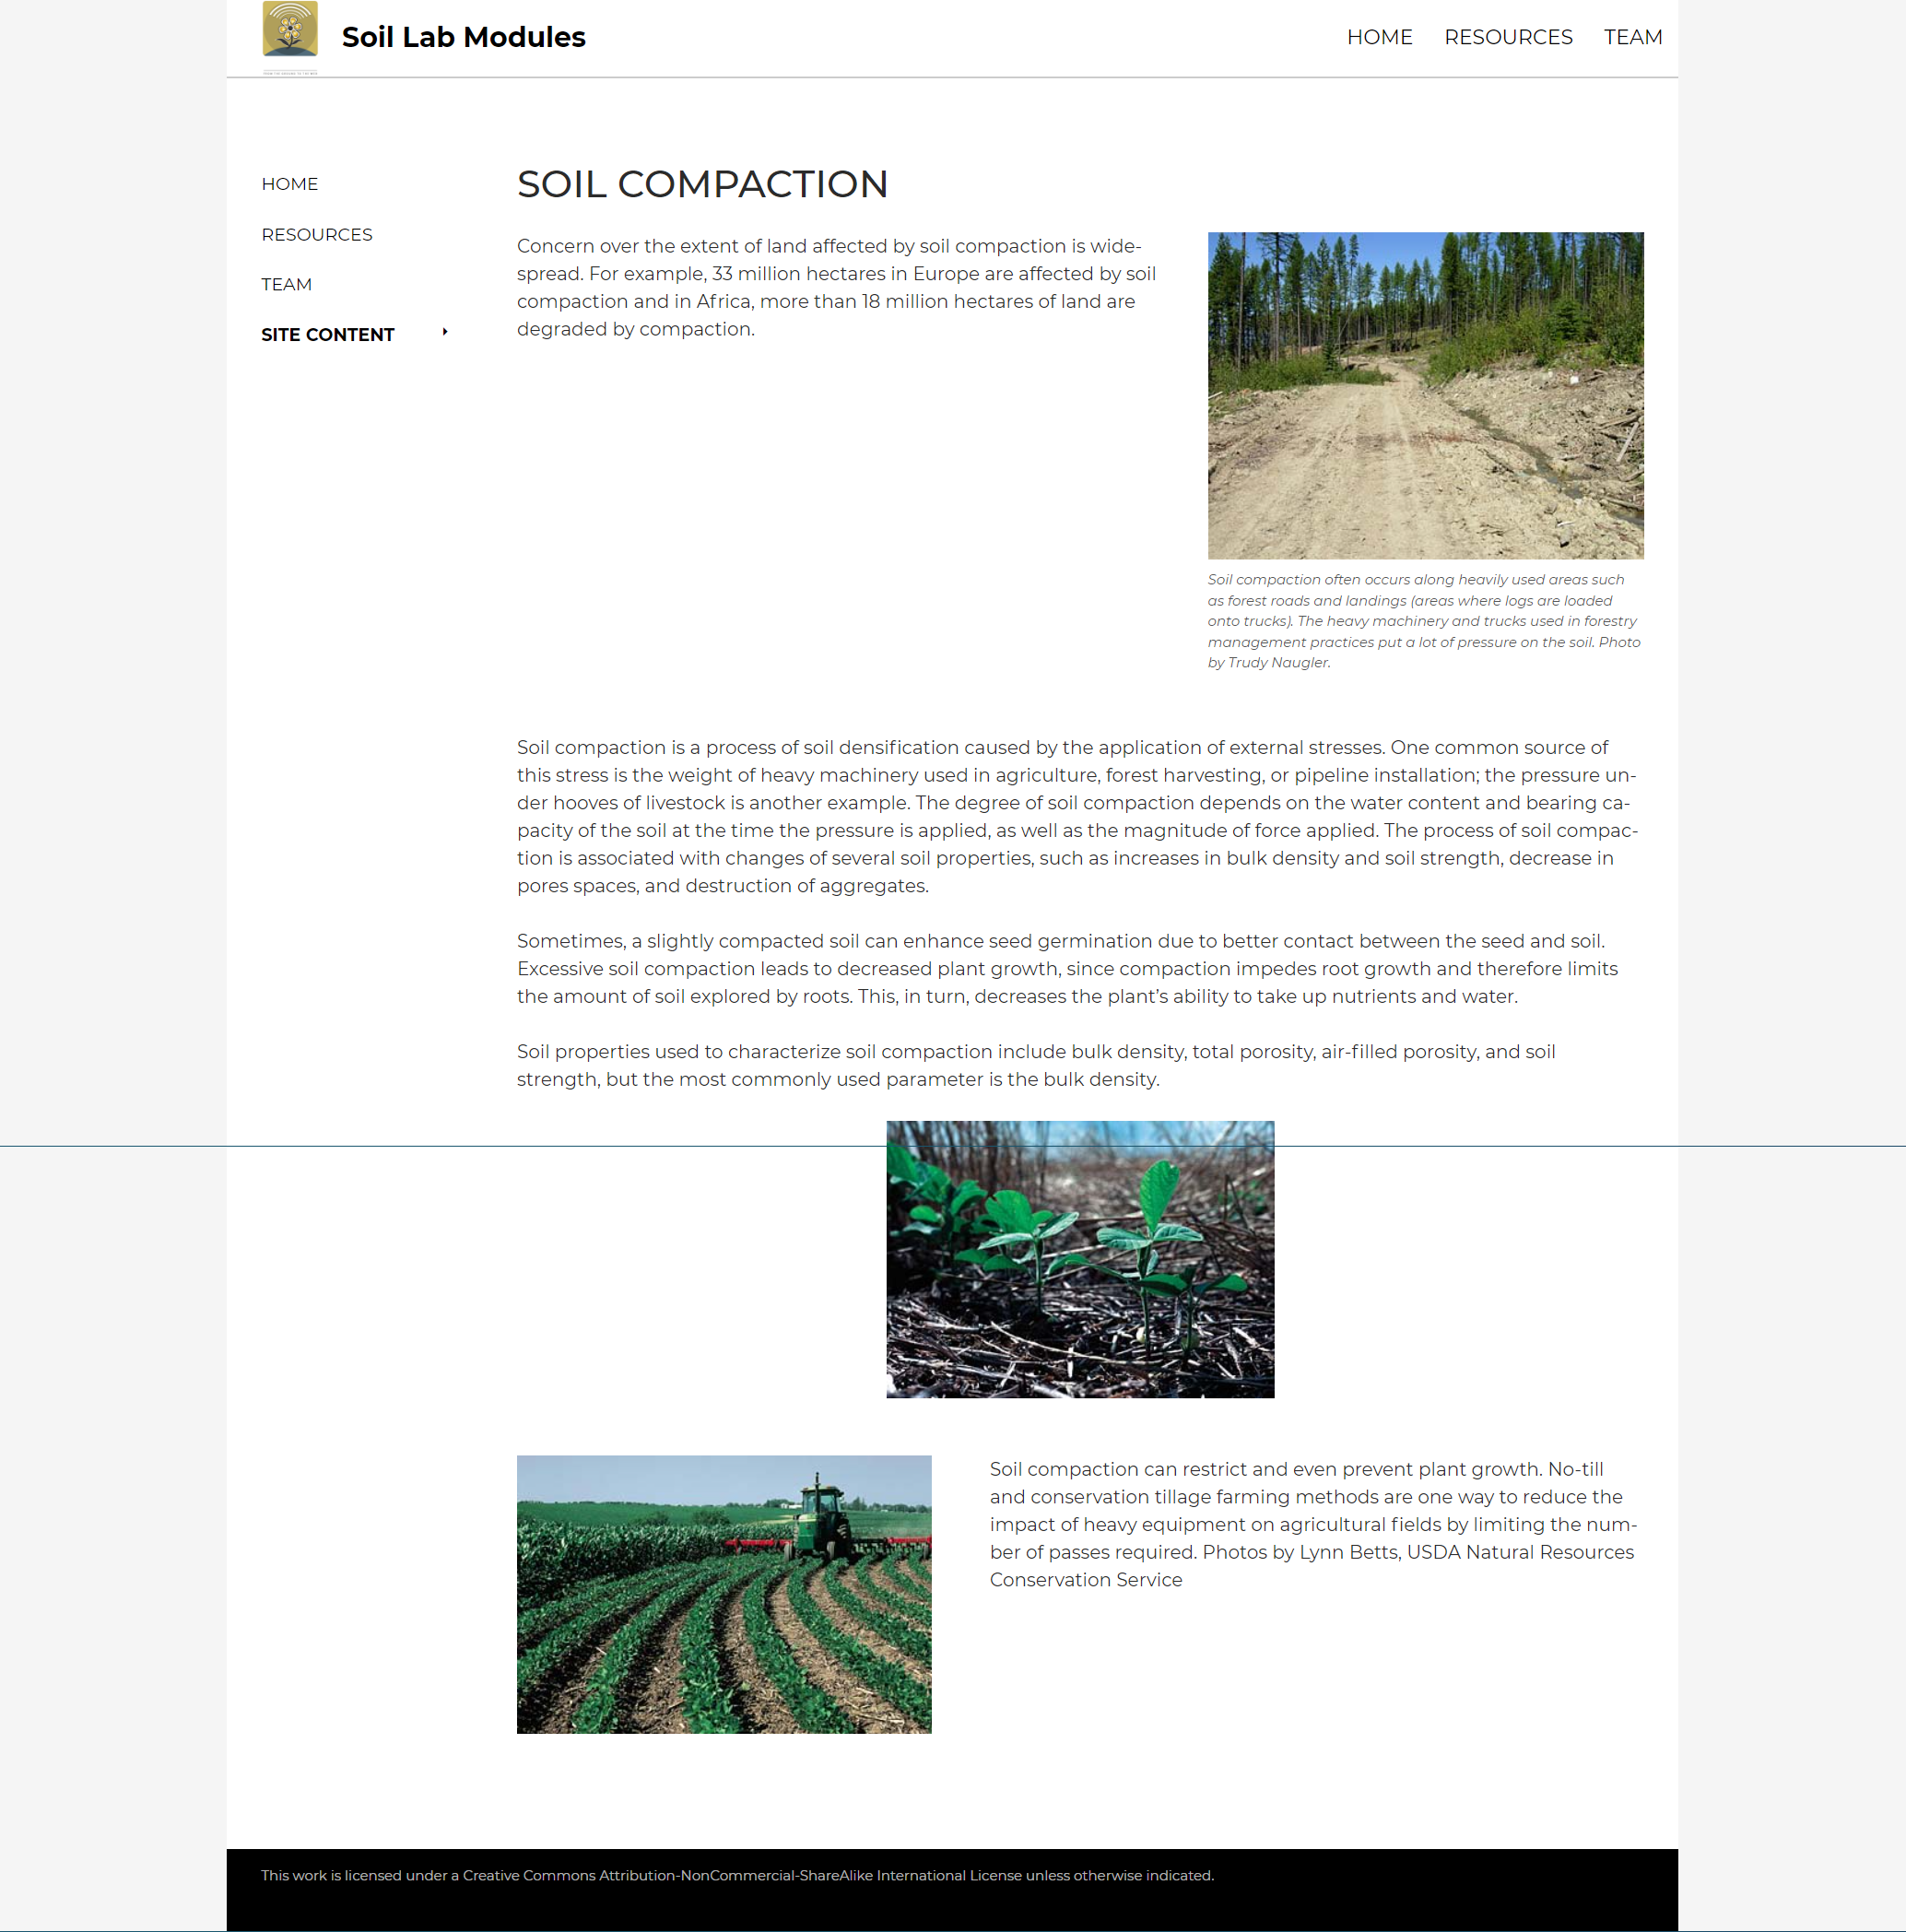 Soil Lab Modules
HOME RESOURCES TEAM
HOME
RESOURCES
TEAM
SITE CONTENT
SOIL COMPACTION
Concern over the extent of land affected by soil compaction is wide-
spread. For example, 33 million hectares in Europe are affected by soil
compaction and in Africa, more than 18 million hectares of land are
degraded by compaction.
Soil compaction often occurs along heavily used areas such
as forest roads and landings (areas where logs are loaded
onto trucks). The heavy machinery and trucks used in forestry
management practices put a lot of pressure on the soil. Photo
by Trudy Naugler.
Soil compaction is a process of soil densification caused by the application of external stresses. One common source of
this stress is the weight of heavy machinery used in agriculture, forest harvesting, or pipeline installation; the pressure un-
der hooves of livestock is another example. The degree of soil compaction depends on the water content and bearing ca-
pacity of the soil at the time the pressure is applied, as well as the magnitude of force applied. The process of soil compac-
tion is associated with changes of several soil properties, such as increases in bulk density and soil strength, decrease in
pores spaces, and destruction of aggregates.
Sometimes, a slightly compacted soil can enhance seed germination due to better contact between the seed and soil.
Excessive soil compaction leads to decreased plant growth, since compaction impedes root growth and therefore limits
the amount of soil explored by roots. This, in turn, decreases the plant’s ability to take up nutrients and water.
Soil properties used to characterize soil compaction include bulk density, total porosity, air-filled porosity, and soil
strength, but the most commonly used parameter is the bulk density.
Soil compaction can restrict and even prevent plant growth. No-till
and conservation tillage farming methods are one way to reduce the
impact of heavy equipment on agricultural fields by limiting the num-
ber of passes required. Photos by Lynn Betts, USDA Natural Resources
Conservation Service
This work is licensed under a Creative Commons Attribution-NonCommercial-ShareAlike International License unless otherwise indicated.